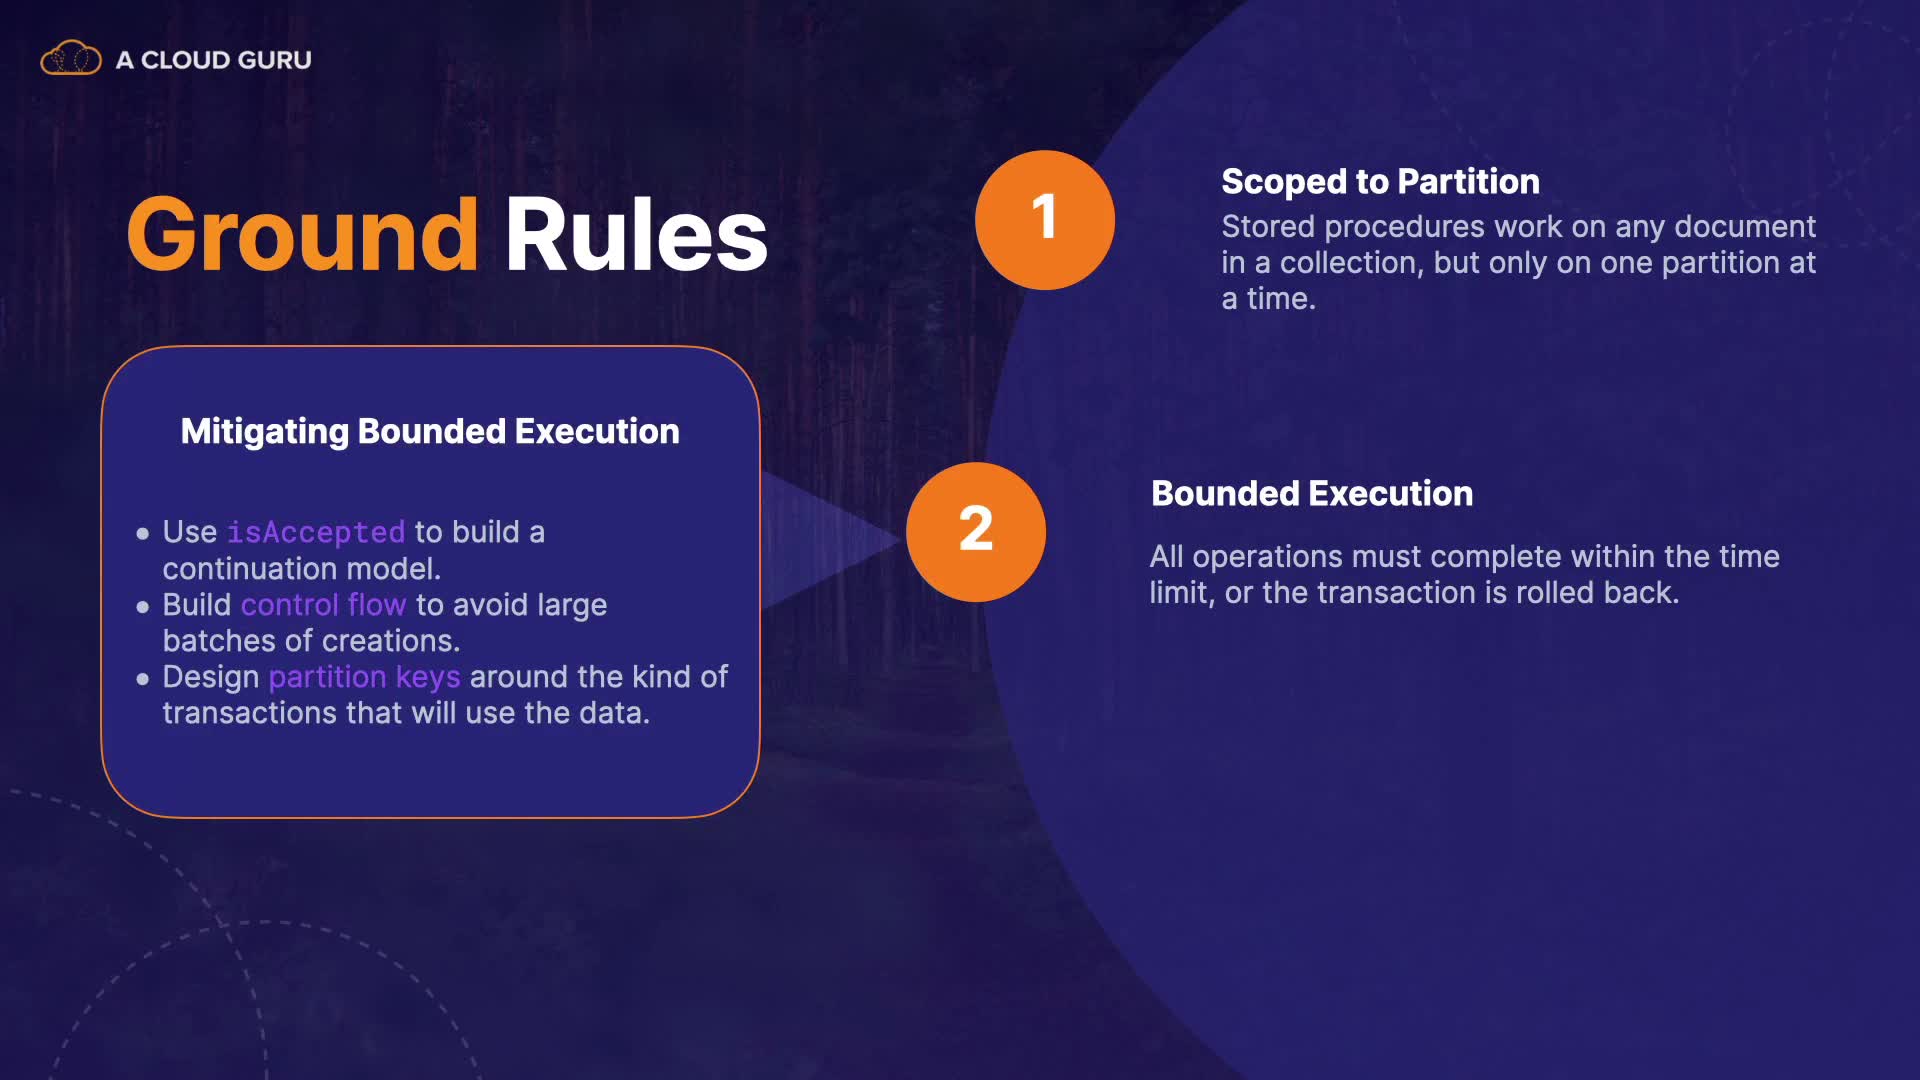 A CLOUD GURU
Ground Rules
Mitigating Bounded Execution
• Use isAccepted to build a
continuation model.
• Build control flow to avoid large
batches of creations.
• Design partition keys around the kind of
transactions that will use the data.
1
Scoped to Partition
Stored procedures work on any document
in a collection, but only on one partition at
a time.
2
Bounded Execution
All operations must complete within the time
limit, or the transaction is rolled back.